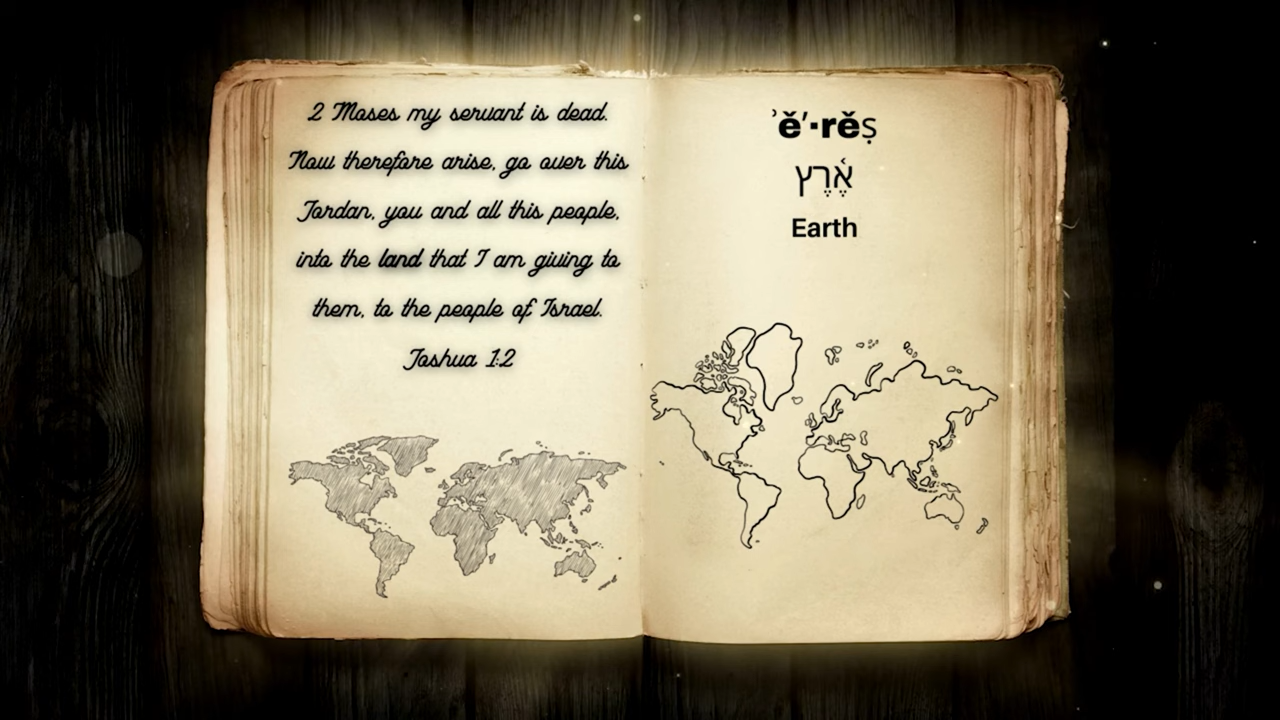 2 Moses my servant is dead.
Now therefore arise, go over this
Jordan, you and all this people,
into the land that I am giving to
them, to the people of Israel.
Joshua 1:2
ʾě′·rěṣ
אֶ֫רֶץ
Earth